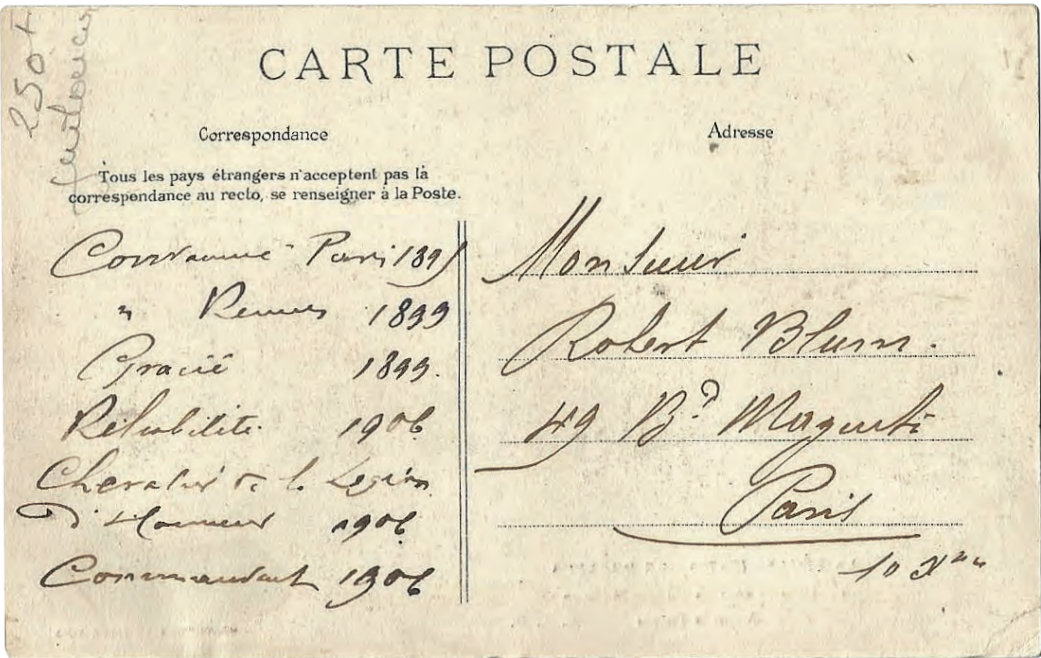 CARTE POSTALE
Correspondance
Tous les pays étrangers n'acceptent pas la
correspondance au recto, se renseigner à la Poste.
Condamné Paris 1895
" Rennes 1899
Gracié 1899.
Réhabilité 1906
Chevalier de la Légion
d'Honneur 1906
Commandant 1906
Adresse
Monsieur
Robert Blum.
49 Bd Magenta
Paris
10
250 F